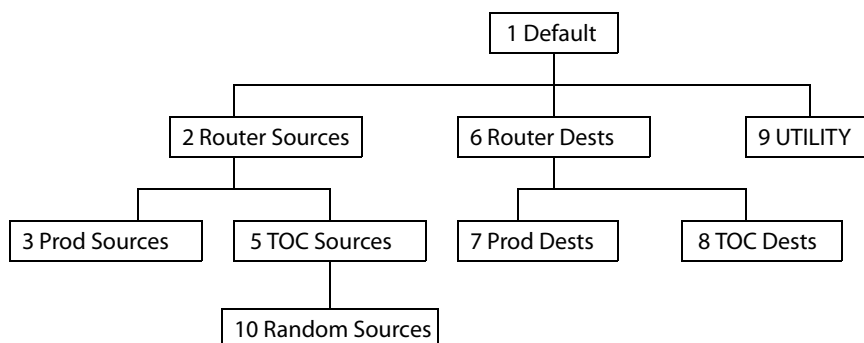 1 Default
2 Router Sources
6 Router Dests
9 UTILITY
3 Prod Sources
5 TOC Sources
7 Prod Dests
8 TOC Dests
10 Random Sources